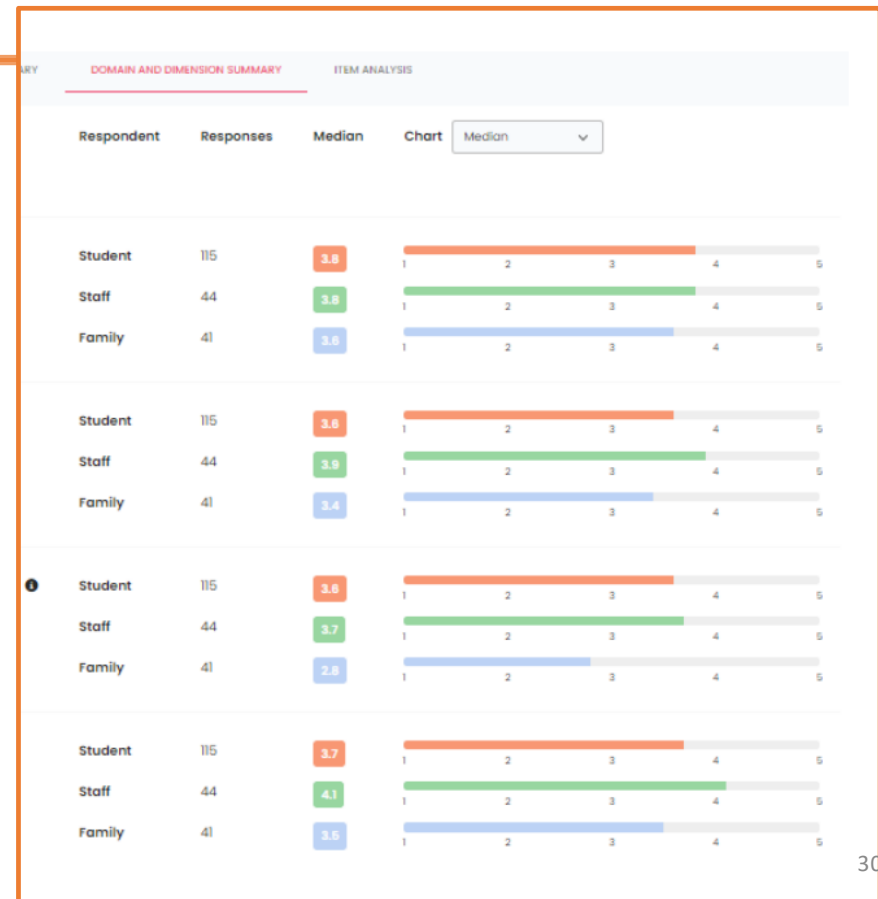 ARY DOMAIN AND DIMENSION SUMMARY ITEM ANALYSIS
Respondent Responses Median Chart Median
Student 115 3.8
1 2 3 4 5
Staff 44 3.8
1 2 3 4 5
Family 41 3.6
1 2 3 4 5
Student 115 3.6
1 2 3 4 5
Staff 44 3.9
1 2 3 4 5
Family 41 3.4
1 2 3 4 5
Student 115 3.6
1 2 3 4 5
Staff 44 3.7
1 2 3 4 5
Family 41 2.8
1 2 3 4 5
Student 115 3.7
1 2 3 4 5
Staff 44 4.1
1 2 3 4 5
Family 41 3.5
1 2 3 4 5
30